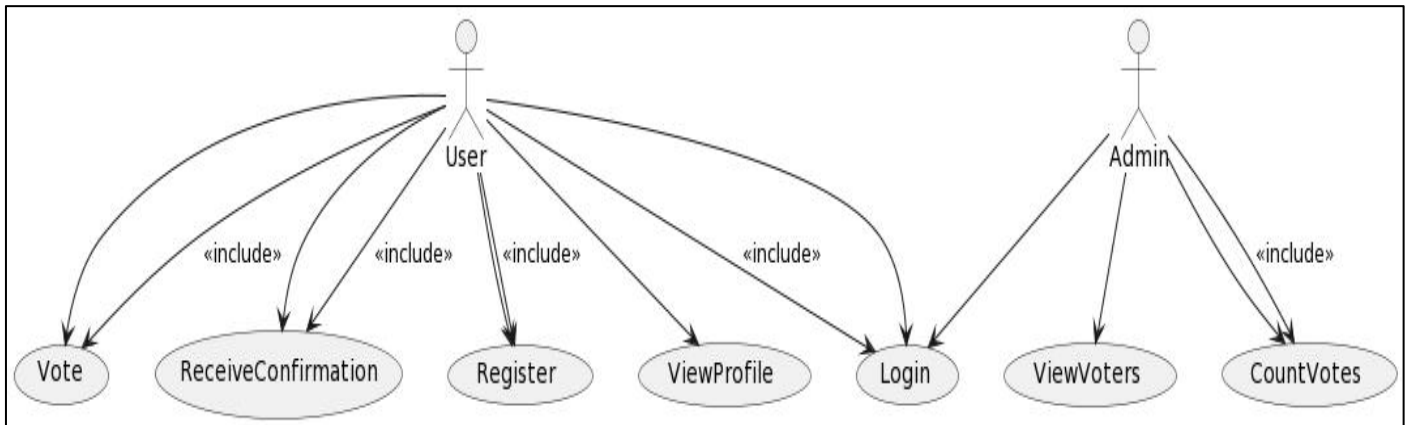 User
Admin
«include»
«include»
«include»
«include»
«include»
Vote
ReceiveConfirmation
Register
ViewProfile
Login
ViewVoters
CountVotes